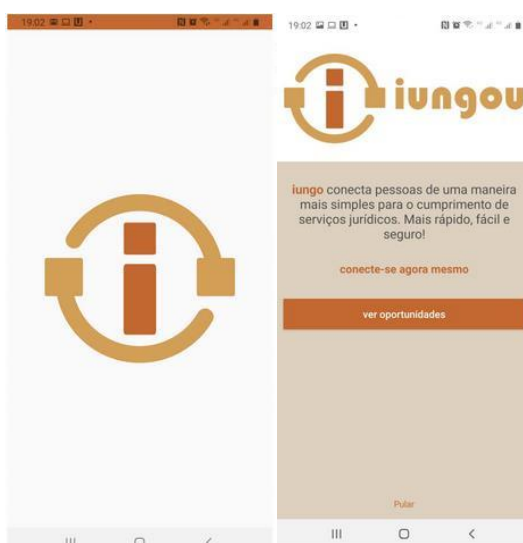 19:02
19:02
iungou
iungo conecta pessoas de uma maneira
mais simples para o cumprimento de
serviços jurídicos. Mais rápido, fácil e
seguro!
conecte-se agora mesmo
ver oportunidades
Pular